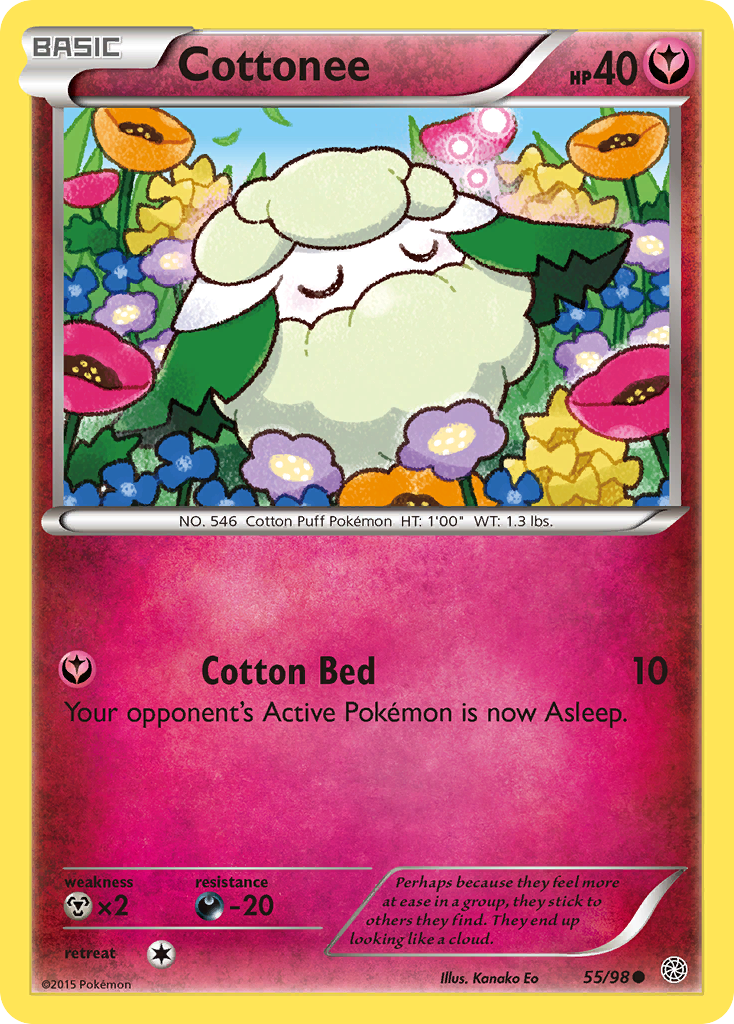 BASIC
Cottonee
HP40
NO. 546 Cotton Puff Pokémon HT: 1'00" WT: 1.3 lbs.
Cotton Bed 10
Your opponent's Active Pokémon is now Asleep.
weakness resistance
×2 -20
retreat
Perhaps because they feel more
at ease in a group, they stick to
others they find. They end up
looking like a cloud.
©2015 Pokémon Illus. Kanako Eo 55/98